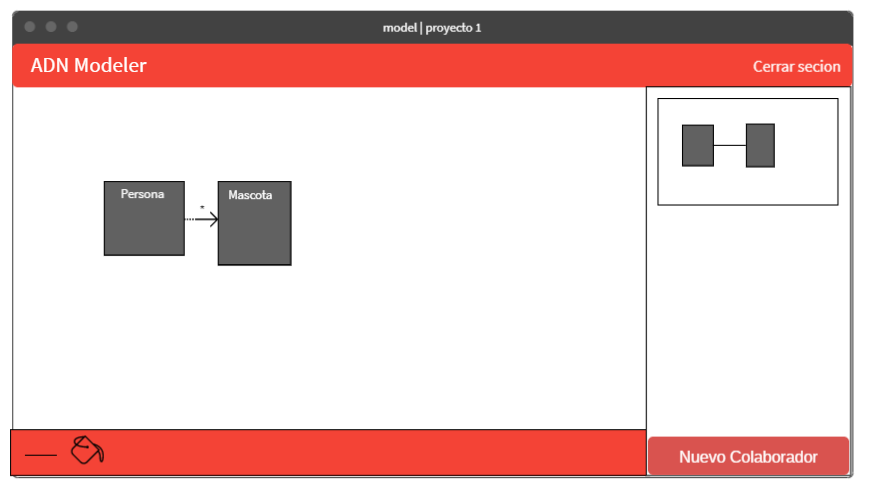 model | proyecto 1
ADN Modeler
Cerrar secion
Persona
*
Mascota
Nuevo Colaborador